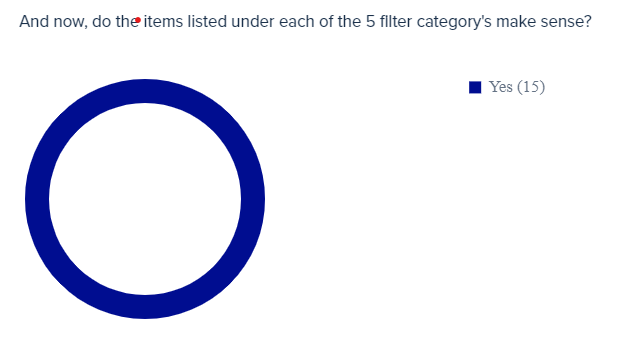 And now, do the items listed under each of the 5 fllter category's make sense?
Yes (15)